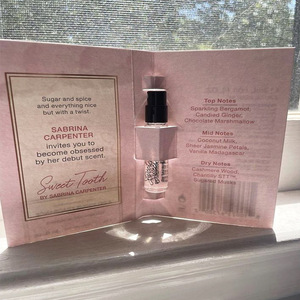 Sugar and spice
and everything nice
but with a twist.
SABRINA
CARPENTER
invites you to
become obsessed
by her debut scent.
Sweet Tooth
BY SABRINA CARPENTER
Top Notes
Sparkling Bergamot,
Candied Ginger,
Chocolate Marshmallow
Mid Notes
Coconut Milk,
Sheer Jasmine Petals,
Vanilla Madagascar
Dry Notes
Cashmere Wood,
Chantilly
Musks